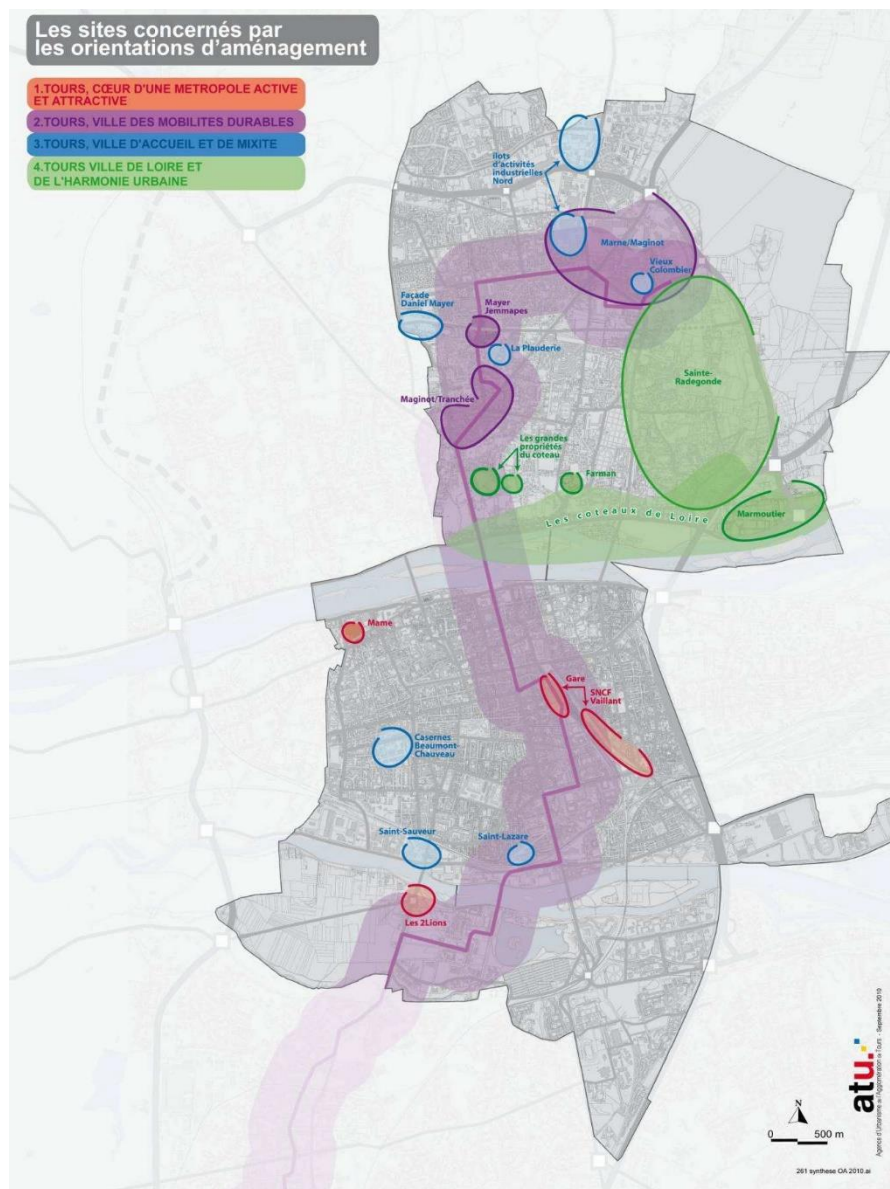 Les sites concernés par
les orientations d'aménagement
1.TOURS, CŒUR D'UNE METROPOLE ACTIVE
ET ATTRACTIVE
2.TOURS, VILLE DES MOBILITES DURABLES
3.TOURS, VILLE D'ACCUEIL ET DE MIXITE
4.TOURS VILLE DE LOIRE ET
DE L'HARMONIE URBAINE
Ilots
d'activités
industrielles
Nord
Marne/Maginot
Vieux
Colombier
Façade
Daniel Mayer
Mayer
Jemmapes
La Plauderie
Sainte-
Radegonde
Maginot/Tranchée
Les grandes
propriétés
du coteau
Farman
Marmoutier
Les coteaux de Loire
Mame
Gare
SNCF
Vaillant
Casernes
Beaumont-
Chauveau
Saint-Sauveur
Saint-Lazare
Les 2Lions
atu.
Agence d'Urbanisme de l'Agglomération de Tours - Septembre 2010
N
0 500 m
261 synthese OA 2010.ai